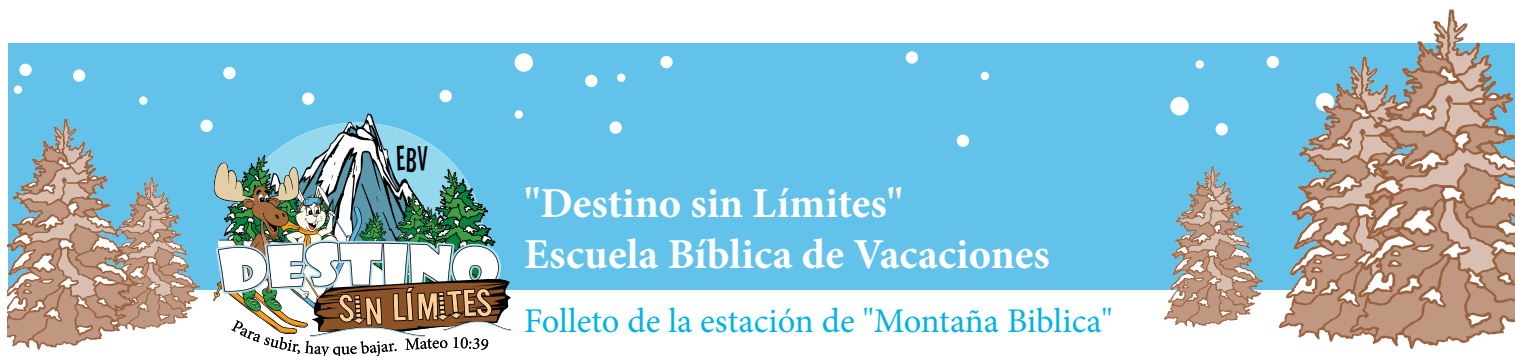 EBV
DESTINO
SIN LÍMITES
Para subir, hay que bajar. Mateo 10:39
"Destino sin Límites"
Escuela Bíblica de Vacaciones
Folleto de la estación de "Montaña Biblica"